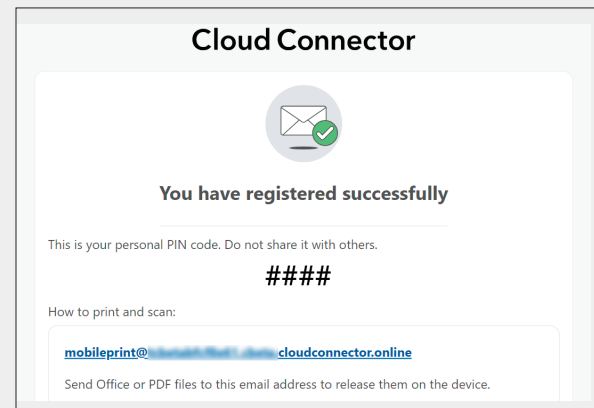 Cloud Connector
You have registered successfully
This is your personal PIN code. Do not share it with others.
####
How to print and scan:
mobileprint@ cloudconnector.online
Send Office or PDF files to this email address to release them on the device.